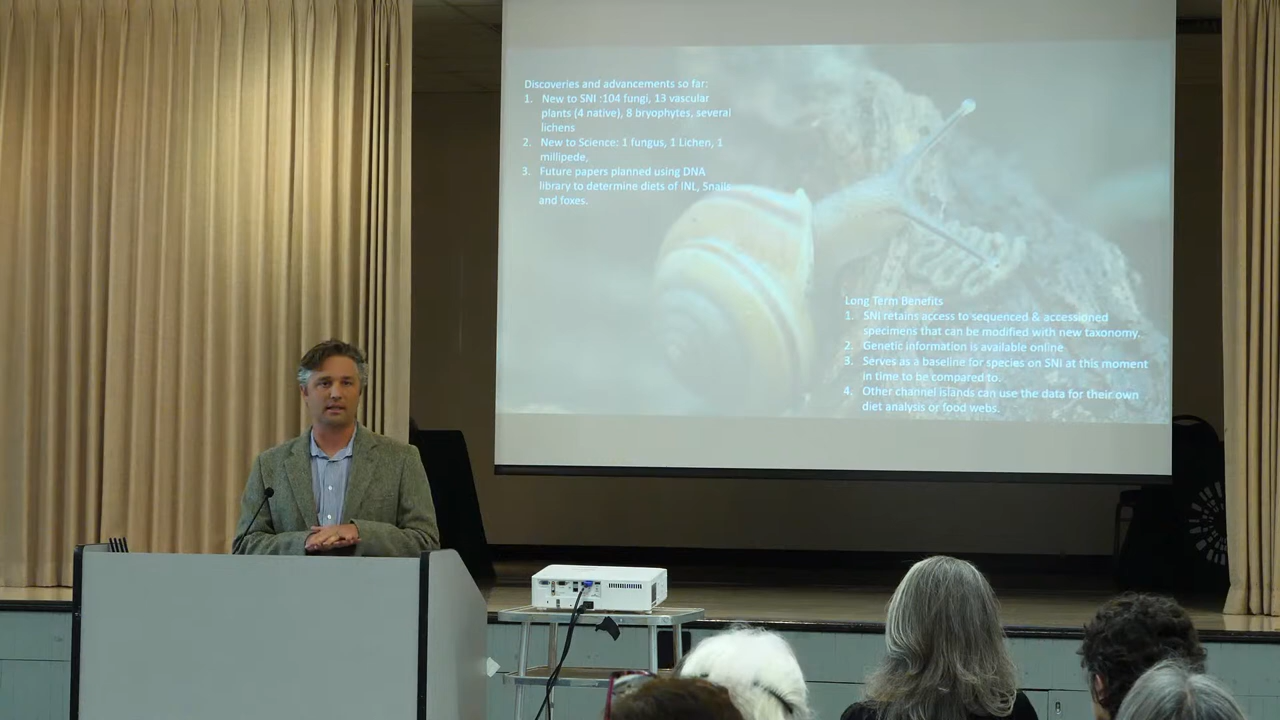 Discoveries and advancements so far:
1. New to SNI :104 fungi, 13 vascular
plants (4 native), 8 bryophytes, several
lichens
2. New to Science: 1 fungus, 1 Lichen, 1
millipede,
3. Future papers planned using DNA
library to determine diets of INL, Snails
and foxes.
Long Term Benefits
1. SNI retains access to sequenced & accessioned
specimens that can be modified with new taxonomy.
2. Genetic information is available online
3. Serves as a baseline for species on SNI at this moment
in time to be compared to.
4. Other channel islands can use the data for their own
diet analysis or food webs.